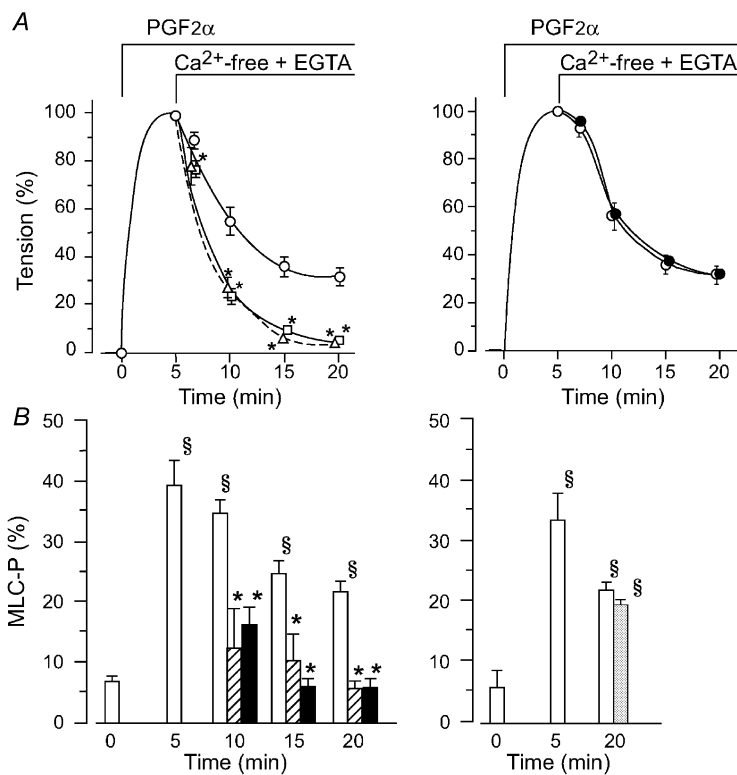 A
PGF2α
Ca2+-free + EGTA
PGF2α
Ca2+-free + EGTA
Tension (%)
100
80
60
40
20
0
* * * * * * *
0 5 10 15 20
Time (min)
100
80
60
40
20
0
0 5 10 15 20
Time (min)
B
MLC-P (%)
50
40
30
20
10
0
§ § § §
* * * * * *
0 5 10 15 20
Time (min)
50
40
30
20
10
0
§ § §
0 5 20
Time (min)